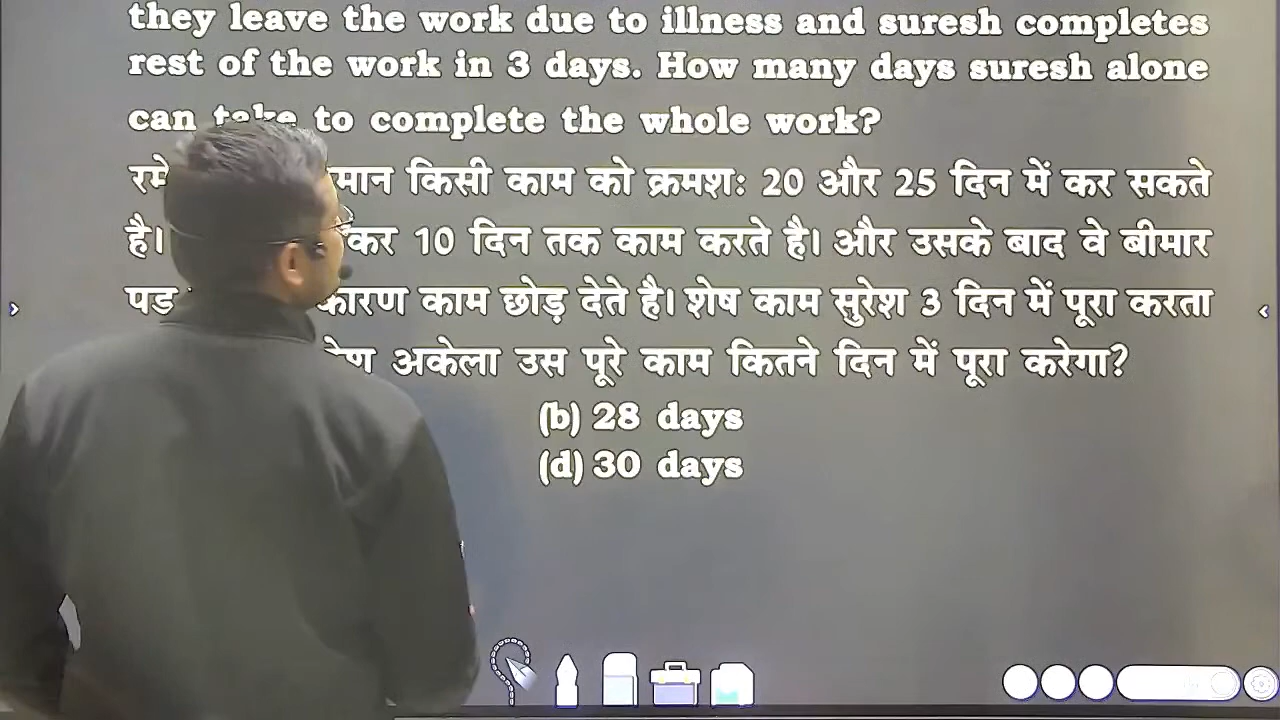 they leave the work due to illness and suresh completes
rest of the work in 3 days. How many days suresh alone
can take to complete the whole work?
किसी काम को क्रमशः 20 और 25 दिन में कर सकते
है। कर 10 दिन तक काम करते है। और उसके बाद वे बीमार
पड कारण काम छोड़ देते है। शेष काम सुरेश 3 दिन में पूरा करता
अकेला उस पूरे काम कितने दिन में पूरा करेगा?
(b) 28 days
(d) 30 days